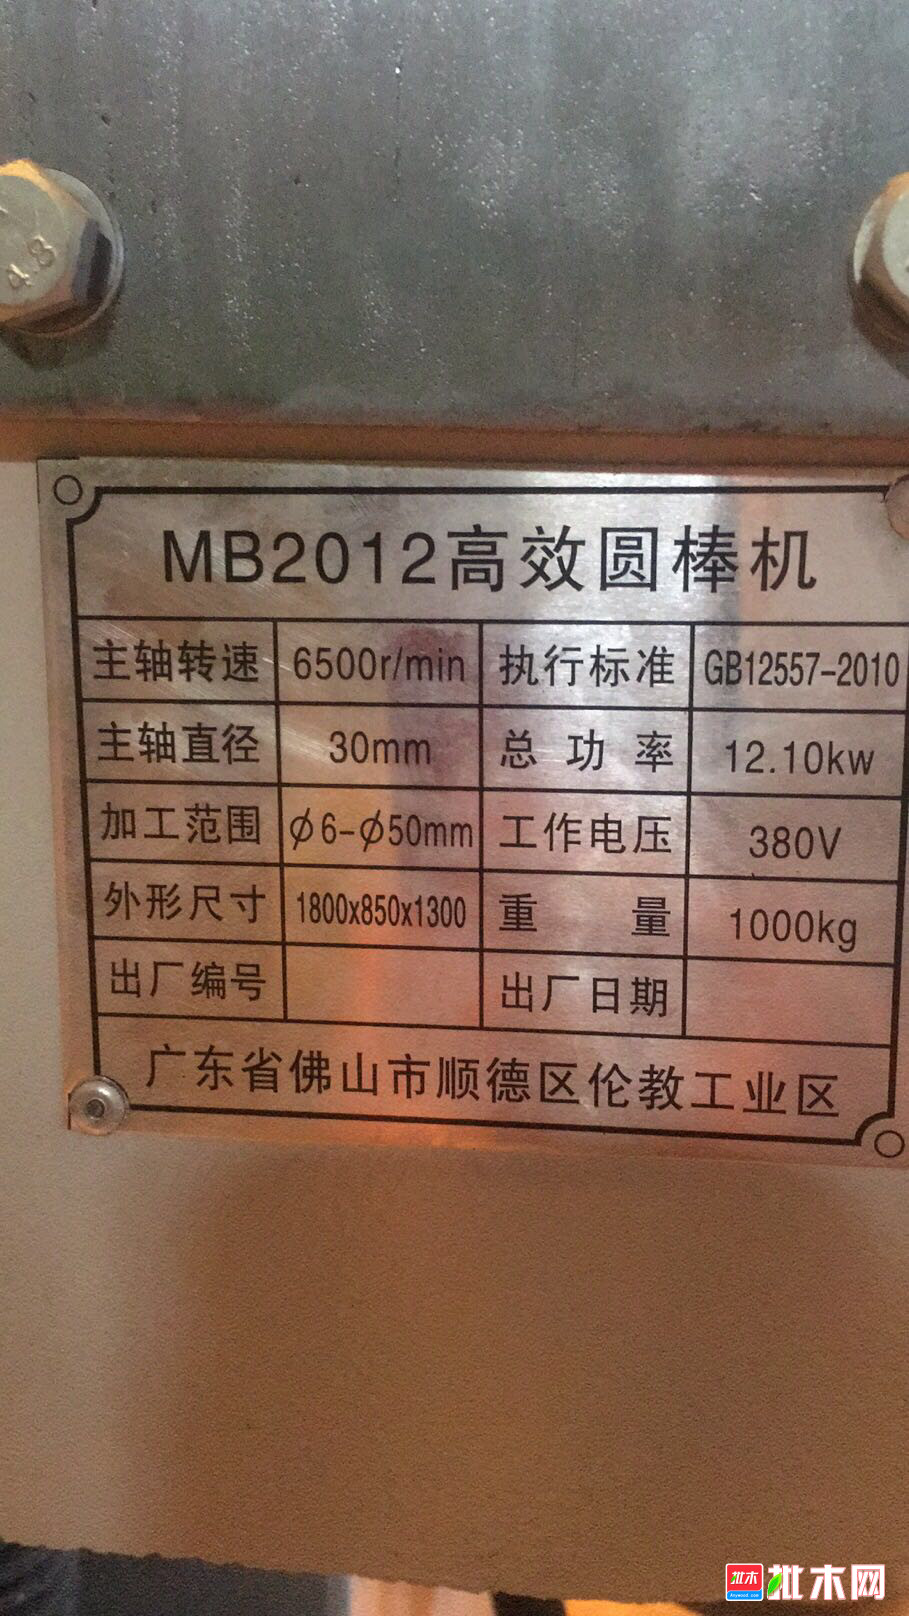 4.8
MB2012高效圆棒机
主轴转速 6500r/min 执行标准 GB12557-2010
主轴直径 30mm 总功率 12.10kw
加工范围 φ6-φ50mm 工作电压 380V
外形尺寸 1800x850x1300 重量 1000kg
出厂编号 出厂日期
广东省佛山市顺德区伦教工业区
批木 批木网